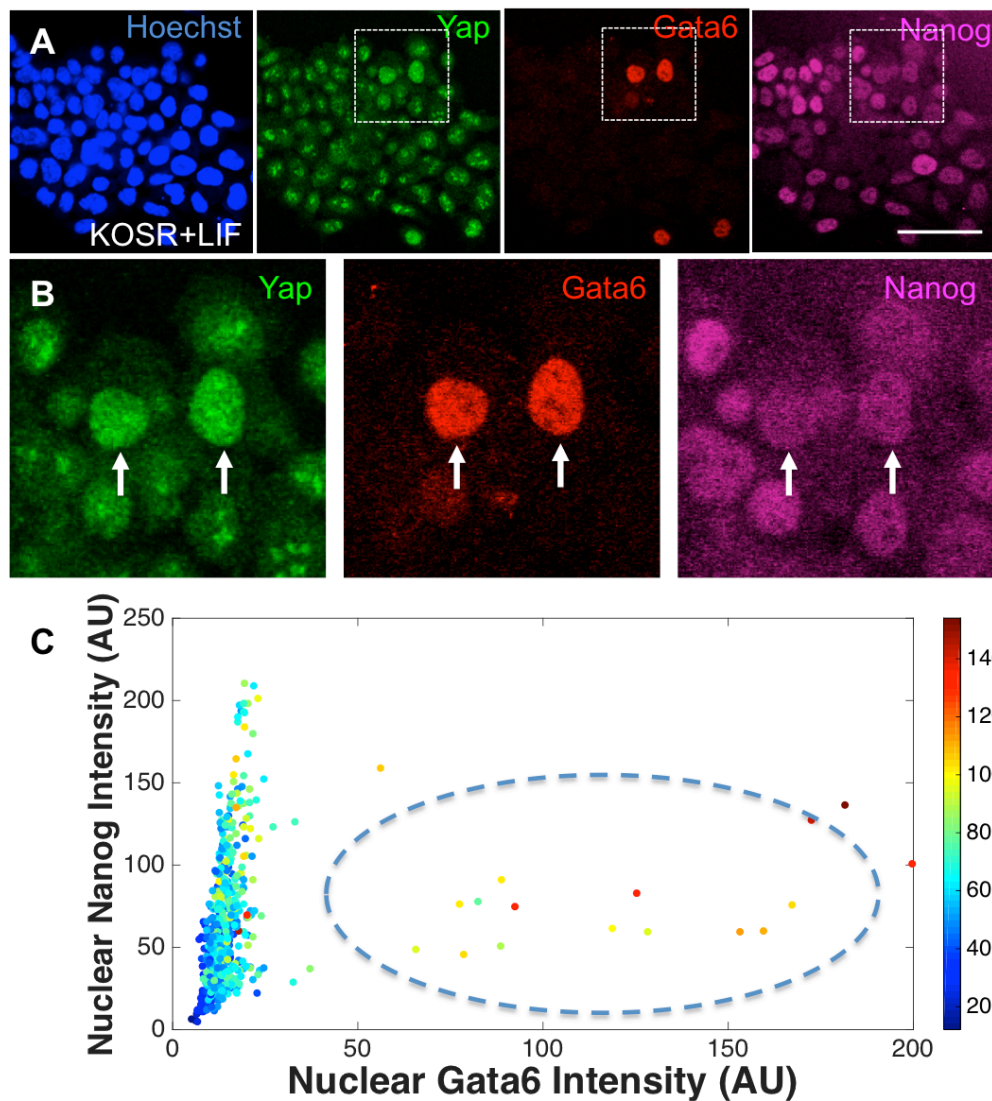 A Hoechst Yap Gata6 Nanog
KOSR+LIF
B Yap Gata6 Nanog
C
Nuclear Nanog Intensity (AU)
250
200
150
100
50
0
0 50 100 150 200
Nuclear Gata6 Intensity (AU)
14
12
10
80
60
40
20